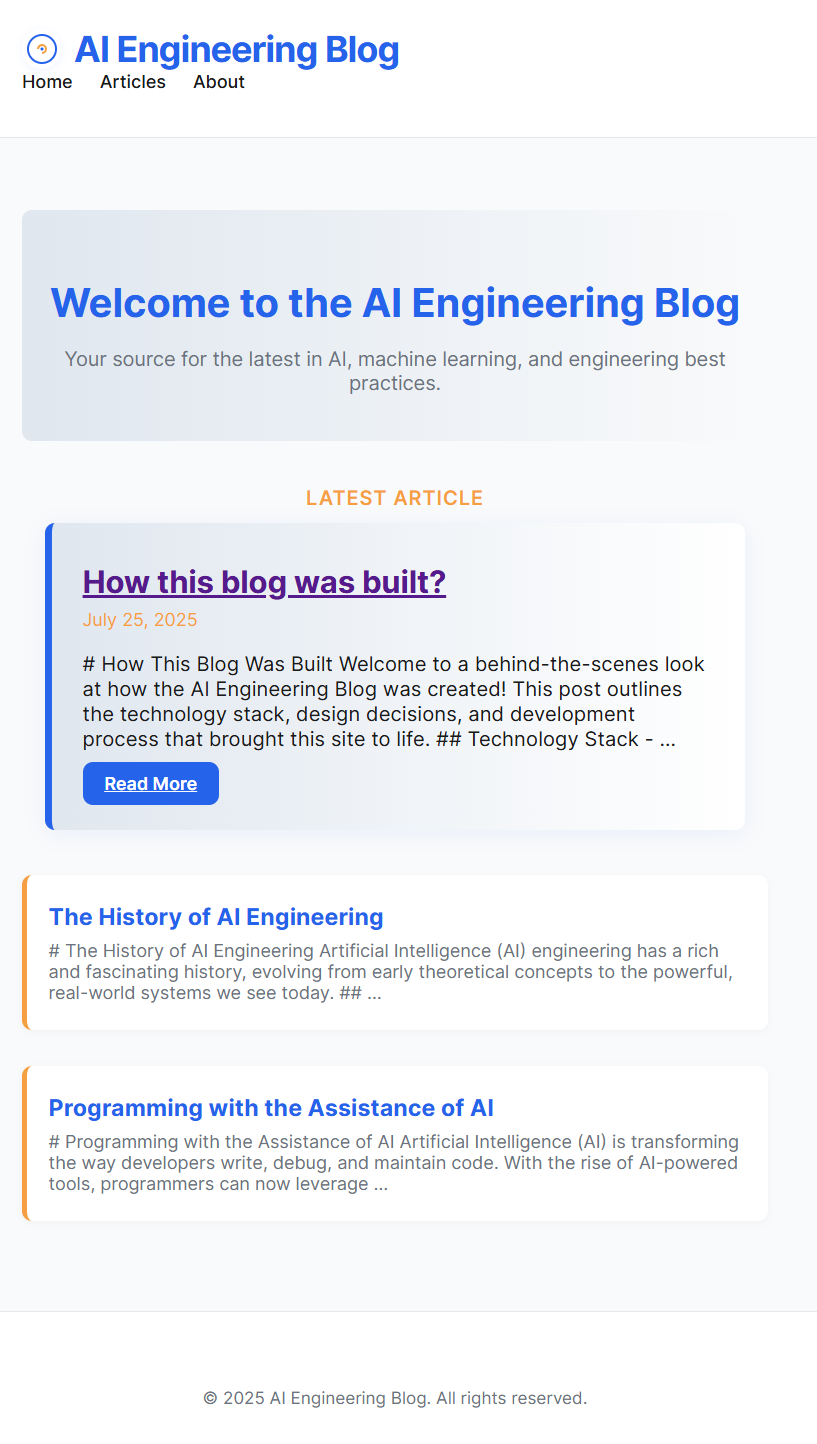 AI Engineering Blog
Home Articles About
Welcome to the AI Engineering Blog
Your source for the latest in AI, machine learning, and engineering best
practices.
LATEST ARTICLE
How this blog was built?
July 25, 2025
# How This Blog Was Built Welcome to a behind-the-scenes look
at how the AI Engineering Blog was created! This post outlines
the technology stack, design decisions, and development
process that brought this site to life. ## Technology Stack - ...
Read More
The History of AI Engineering
# The History of AI Engineering Artificial Intelligence (AI) engineering has a rich
and fascinating history, evolving from early theoretical concepts to the powerful,
real-world systems we see today. ## ...
Programming with the Assistance of AI
# Programming with the Assistance of AI Artificial Intelligence (AI) is transforming
the way developers write, debug, and maintain code. With the rise of AI-powered
tools, programmers can now leverage ...
© 2025 AI Engineering Blog. All rights reserved.